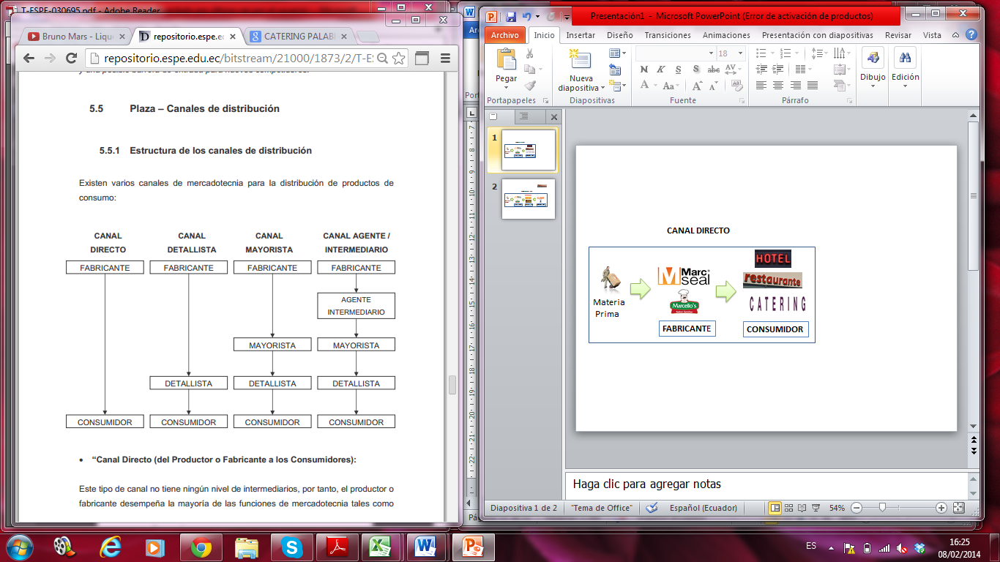 T-ESPE-030695.pdf - Adobe Reader
Bruno Mars - Liqu
repositorio.espe.ec
CATERING PALAB
repositorio.espe.edu.ec/bitstream/21000/1873/2/T-ES
y una posible barrera de entrada para nuevos competidores.
5.5 Plaza – Canales de distribución
5.5.1 Estructura de los canales de distribución
Existen varios canales de mercadotecnia para la distribución de productos de
consumo:
CANAL DIRECTO
CANAL DETALLISTA
CANAL MAYORISTA
CANAL AGENTE / INTERMEDIARIO
FABRICANTE FABRICANTE FABRICANTE FABRICANTE
AGENTE
INTERMEDIARIO
MAYORISTA MAYORISTA
DETALLISTA DETALLISTA DETALLISTA
CONSUMIDOR CONSUMIDOR CONSUMIDOR CONSUMIDOR
• “Canal Directo (del Productor o Fabricante a los Consumidores):
Este tipo de canal no tiene ningún nivel de intermediarios, por tanto, el productor o
fabricante desempeña la mayoría de las funciones de mercadotecnia tales como
Presentación1 - Microsoft PowerPoint (Error de activación de productos)
Archivo Inicio Insertar Diseño Transiciones Animaciones Presentación con diapositivas Revisar Vista
18
Pegar
Nueva
diapositiva
N K S S abc AV
A Aa A A
Dibujo
Edición
Portapapeles Diapositivas Fuente Párrafo
1
2
CANAL DIRECTO
HOTEL
Marc
seal
restaurante
Marcello's
CATERING
Materia
Prima
FABRICANTE
CONSUMIDOR
Haga clic para agregar notas
Diapositiva 1 de 2 "Tema de Office" Español (Ecuador) 54%
ES
16:25
08/02/2014